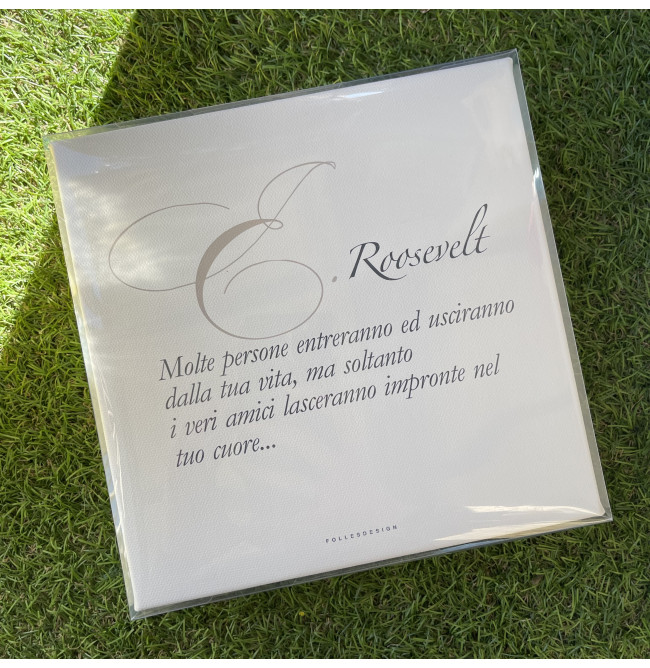 E. Roosevelt
Molte persone entreranno ed usciranno
dalla tua vita, ma soltanto
i veri amici lasceranno impronte nel
tuo cuore...
FOLLESDESIGN